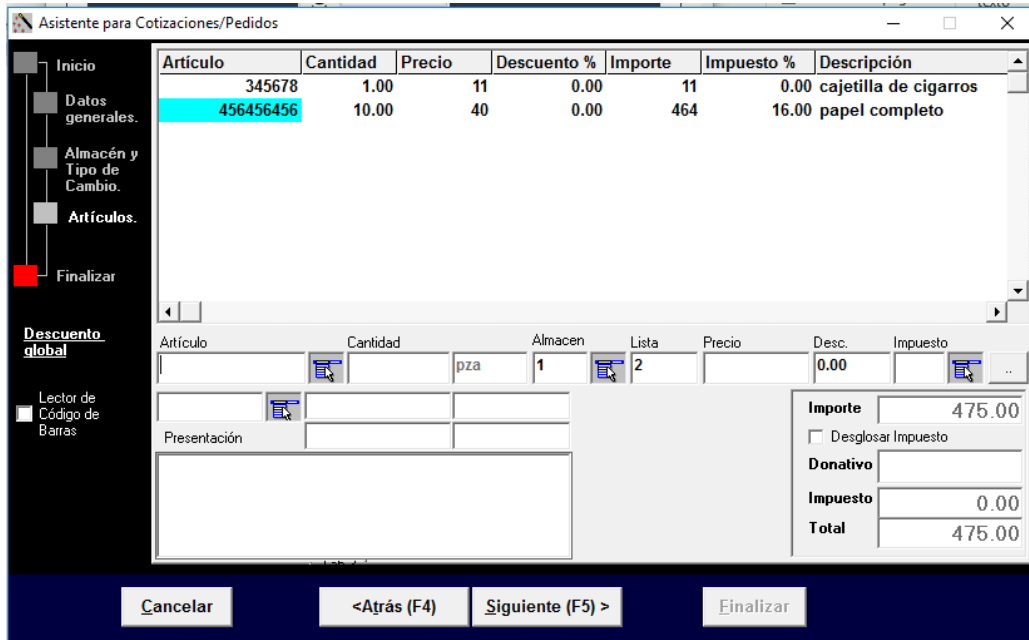 texto
Asistente para Cotizaciones/Pedidos
Inicio
Datos
generales.
Almacén y
Tipo de
Cambio.
Artículos.
Finalizar
Descuento
global
Lector de
Código de
Barras
Artículo Cantidad Precio Descuento % Importe Impuesto % Descripción
345678 1.00 11 0.00 11 0.00 cajetilla de cigarros
456456456 10.00 40 0.00 464 16.00 papel completo
Artículo Cantidad Almacen Lista Precio Desc. Impuesto
pza 1 2 0.00 ..
Presentación
Importe 475.00
Desglosar Impuesto
Donativo
Impuesto 0.00
Total 475.00
Cancelar <Atrás (F4) Siguiente (F5) > Finalizar